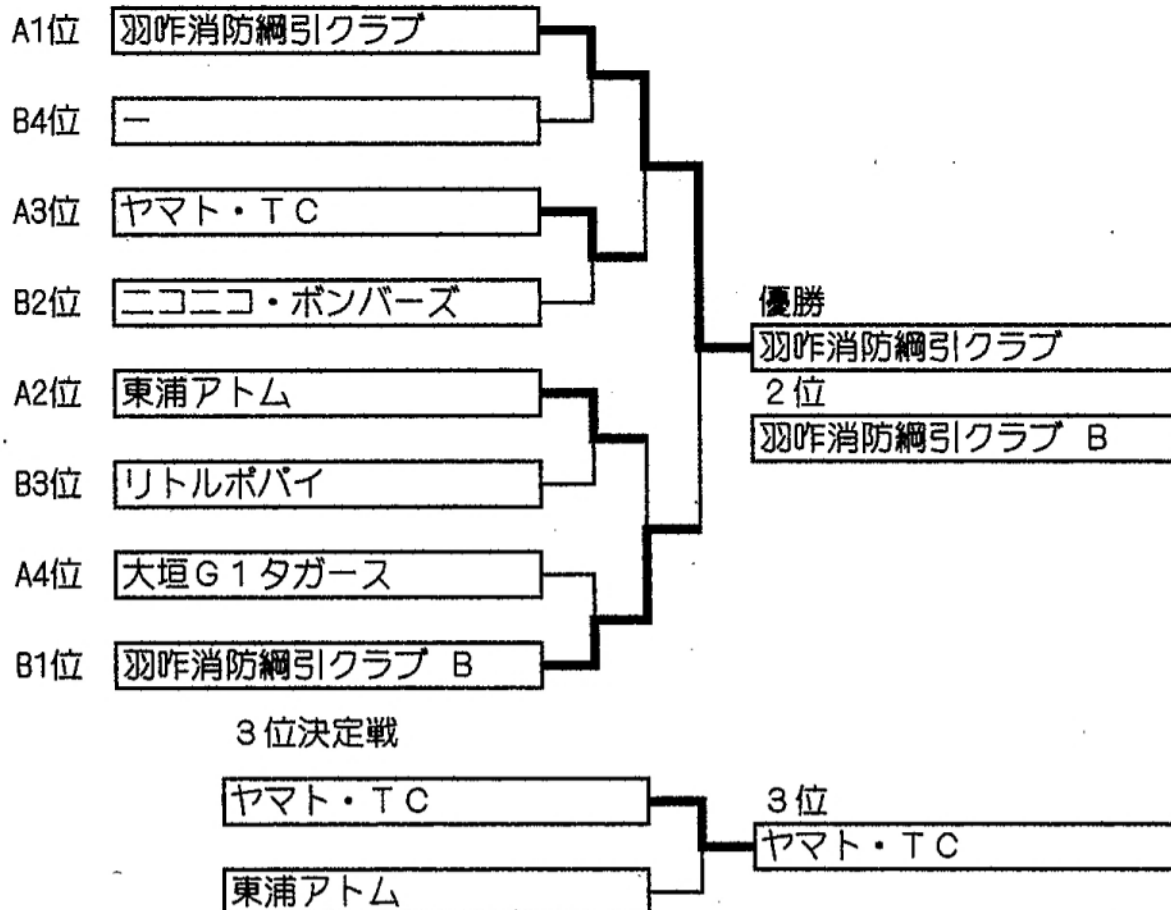 A1位 羽咋消防綱引クラブ
B4位 ー
A3位 ヤマト・TC
B2位 ニコニコ・ボンバーズ
優勝
A2位 東浦アトム
羽咋消防綱引クラブ
2位
羽咋消防綱引クラブ B
B3位 リトルポパイ
A4位 大垣G1タガース
B1位 羽咋消防綱引クラブ B
3位決定戦
ヤマト・TC
3位
ヤマト・TC
東浦アトム